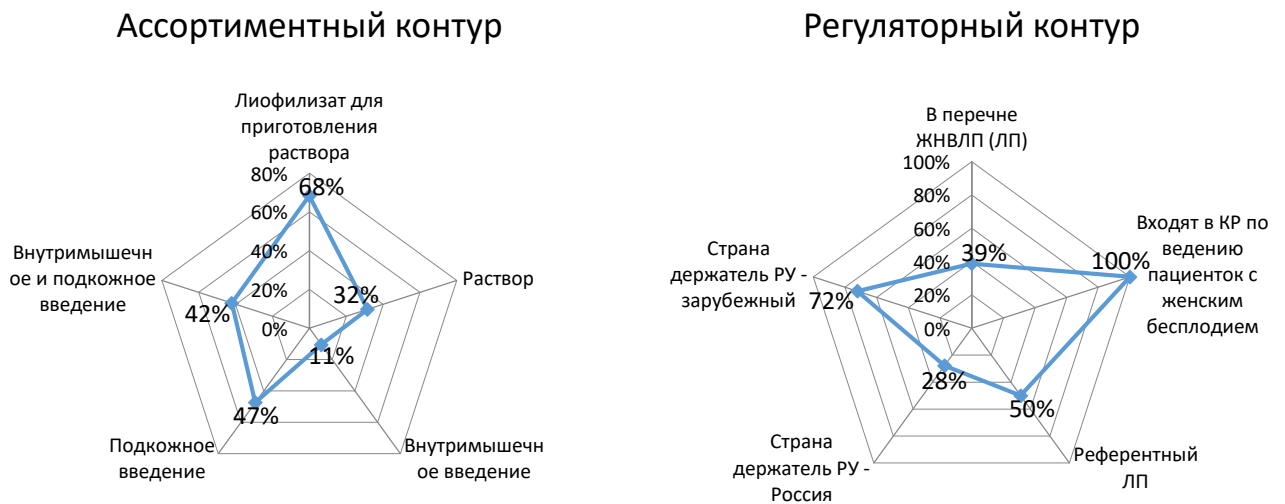 Ассортиментный контур
Лиофилизат для
приготовления
раствора
80%
68%
60%
40%
20%
0%
Раствор
32%
Внутримышечн
ое введение
11%
Подкожное
введение
47%
Внутримышечн
ое и подкожное
введение
42%
Регуляторный контур
В перечне
ЖНВЛП (ЛП)
100%
80%
60%
40%
20%
0%
39%
Входят в КР по
ведению
пациенток с
женским
бесплодием
100%
Референтный
ЛП
50%
Страна
держатель РУ -
Россия
28%
Страна
держатель РУ -
зарубежный
72%